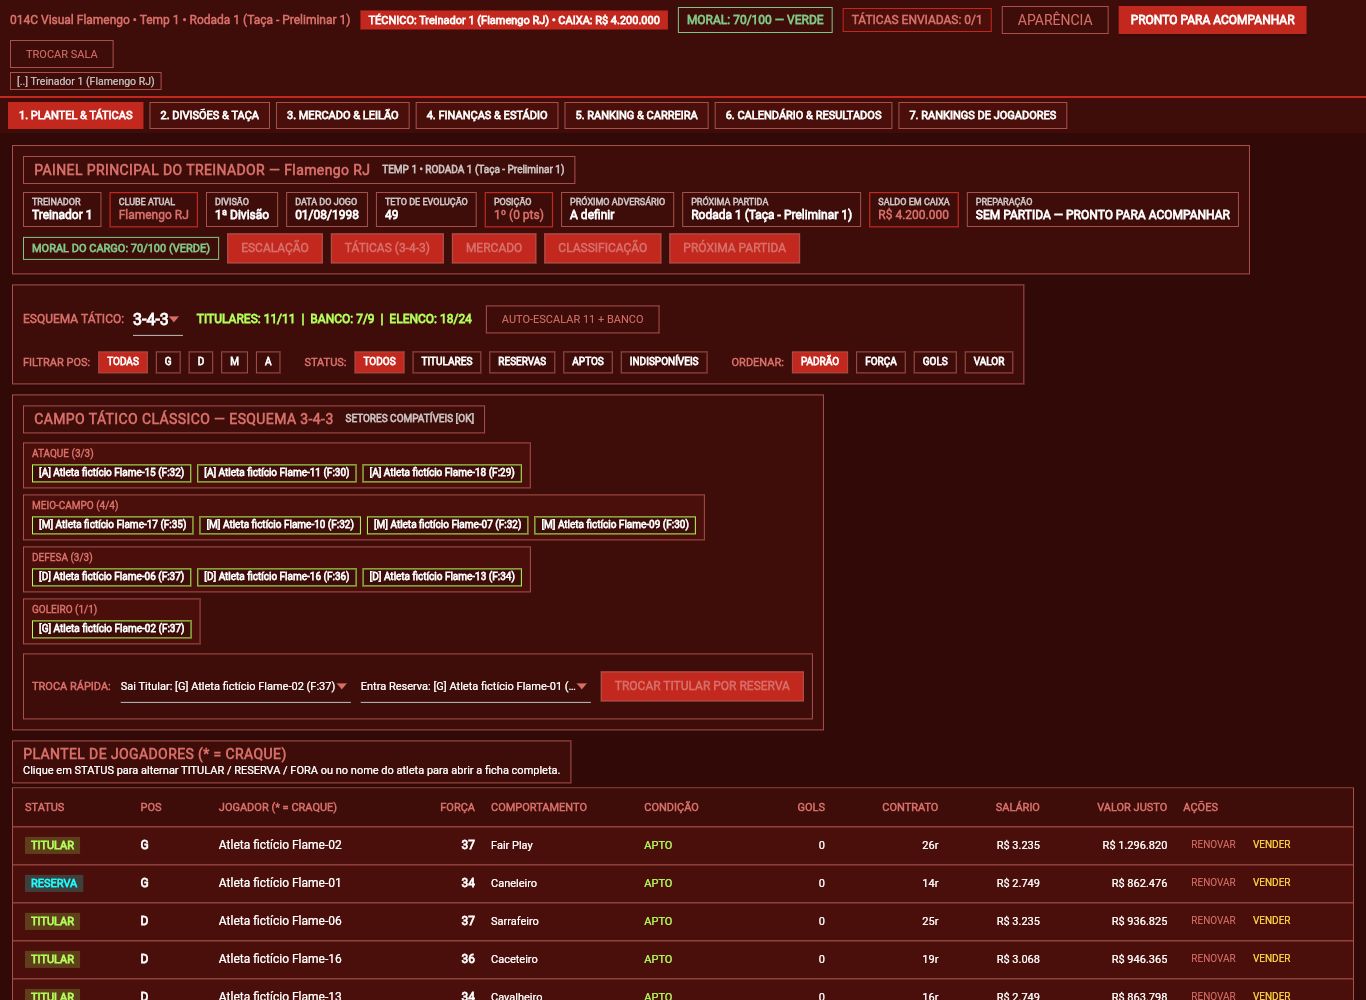 014C Visual Flamengo • Temp 1 • Rodada 1 (Taça - Preliminar 1) TÉCNICO: Treinador 1 (Flamengo RJ) • CAIXA: R$ 4.200.000 MORAL: 70/100 — VERDE TÁTICAS ENVIADAS: 0/1 APARÊNCIA PRONTO PARA ACOMPANHAR
TROCAR SALA
[..] Treinador 1 (Flamengo RJ)
1. PLANTEL & TÁTICAS 2. DIVISÕES & TAÇA 3. MERCADO & LEILÃO 4. FINANÇAS & ESTÁDIO 5. RANKING & CARREIRA 6. CALENDÁRIO & RESULTADOS 7. RANKINGS DE JOGADORES
PAINEL PRINCIPAL DO TREINADOR — Flamengo RJ TEMP 1 • RODADA 1 (Taça - Preliminar 1)
TREINADOR CLUBE ATUAL DIVISÃO DATA DO JOGO TETO DE EVOLUÇÃO POSIÇÃO PRÓXIMO ADVERSÁRIO PRÓXIMA PARTIDA SALDO EM CAIXA PREPARAÇÃO
Treinador 1 Flamengo RJ 1ª Divisão 01/08/1998 49 1º (0 pts) A definir Rodada 1 (Taça - Preliminar 1) R$ 4.200.000 SEM PARTIDA — PRONTO PARA ACOMPANHAR
MORAL DO CARGO: 70/100 (VERDE) ESCALAÇÃO TÁTICAS (3-4-3) MERCADO CLASSIFICAÇÃO PRÓXIMA PARTIDA
ESQUEMA TÁTICO: 3-4-3 TITULARES: 11/11 | BANCO: 7/9 | ELENCO: 18/24 AUTO-ESCALAR 11 + BANCO
FILTRAR POS: TODAS G D M A STATUS: TODOS TITULARES RESERVAS APTOS INDISPONÍVEIS ORDENAR: PADRÃO FORÇA GOLS VALOR
CAMPO TÁTICO CLÁSSICO — ESQUEMA 3-4-3 SETORES COMPATÍVEIS [OK]
ATAQUE (3/3)
[A] Atleta fictício Flame-15 (F:32) [A] Atleta fictício Flame-11 (F:30) [A] Atleta fictício Flame-18 (F:29)
MEIO-CAMPO (4/4)
[M] Atleta fictício Flame-17 (F:35) [M] Atleta fictício Flame-10 (F:32) [M] Atleta fictício Flame-07 (F:32) [M] Atleta fictício Flame-09 (F:30)
DEFESA (3/3)
[D] Atleta fictício Flame-06 (F:37) [D] Atleta fictício Flame-16 (F:36) [D] Atleta fictício Flame-13 (F:34)
GOLEIRO (1/1)
[G] Atleta fictício Flame-02 (F:37)
TROCA RÁPIDA: Sai Titular: [G] Atleta fictício Flame-02 (F:37) Entra Reserva: [G] Atleta fictício Flame-01 (... TROCAR TITULAR POR RESERVA
PLANTEL DE JOGADORES (* = CRAQUE)
Clique em STATUS para alternar TITULAR / RESERVA / FORA ou no nome do atleta para abrir a ficha completa.
STATUS POS JOGADOR (* = CRAQUE) FORÇA COMPORTAMENTO CONDIÇÃO GOLS CONTRATO SALÁRIO VALOR JUSTO AÇÕES
TITULAR G Atleta fictício Flame-02 37 Fair Play APTO 0 26r R$ 3.235 R$ 1.296.820 RENOVAR VENDER
RESERVA G Atleta fictício Flame-01 34 Caneleiro APTO 0 14r R$ 2.749 R$ 862.476 RENOVAR VENDER
TITULAR D Atleta fictício Flame-06 37 Sarrafeiro APTO 0 25r R$ 3.235 R$ 936.825 RENOVAR VENDER
TITULAR D Atleta fictício Flame-16 36 Caceteiro APTO 0 19r R$ 3.068 R$ 946.365 RENOVAR VENDER
TITULAR D Atleta fictício Flame-13 34 Cavalheiro APTO 0 16r R$ 2.749 R$ 863.798 RENOVAR VENDER